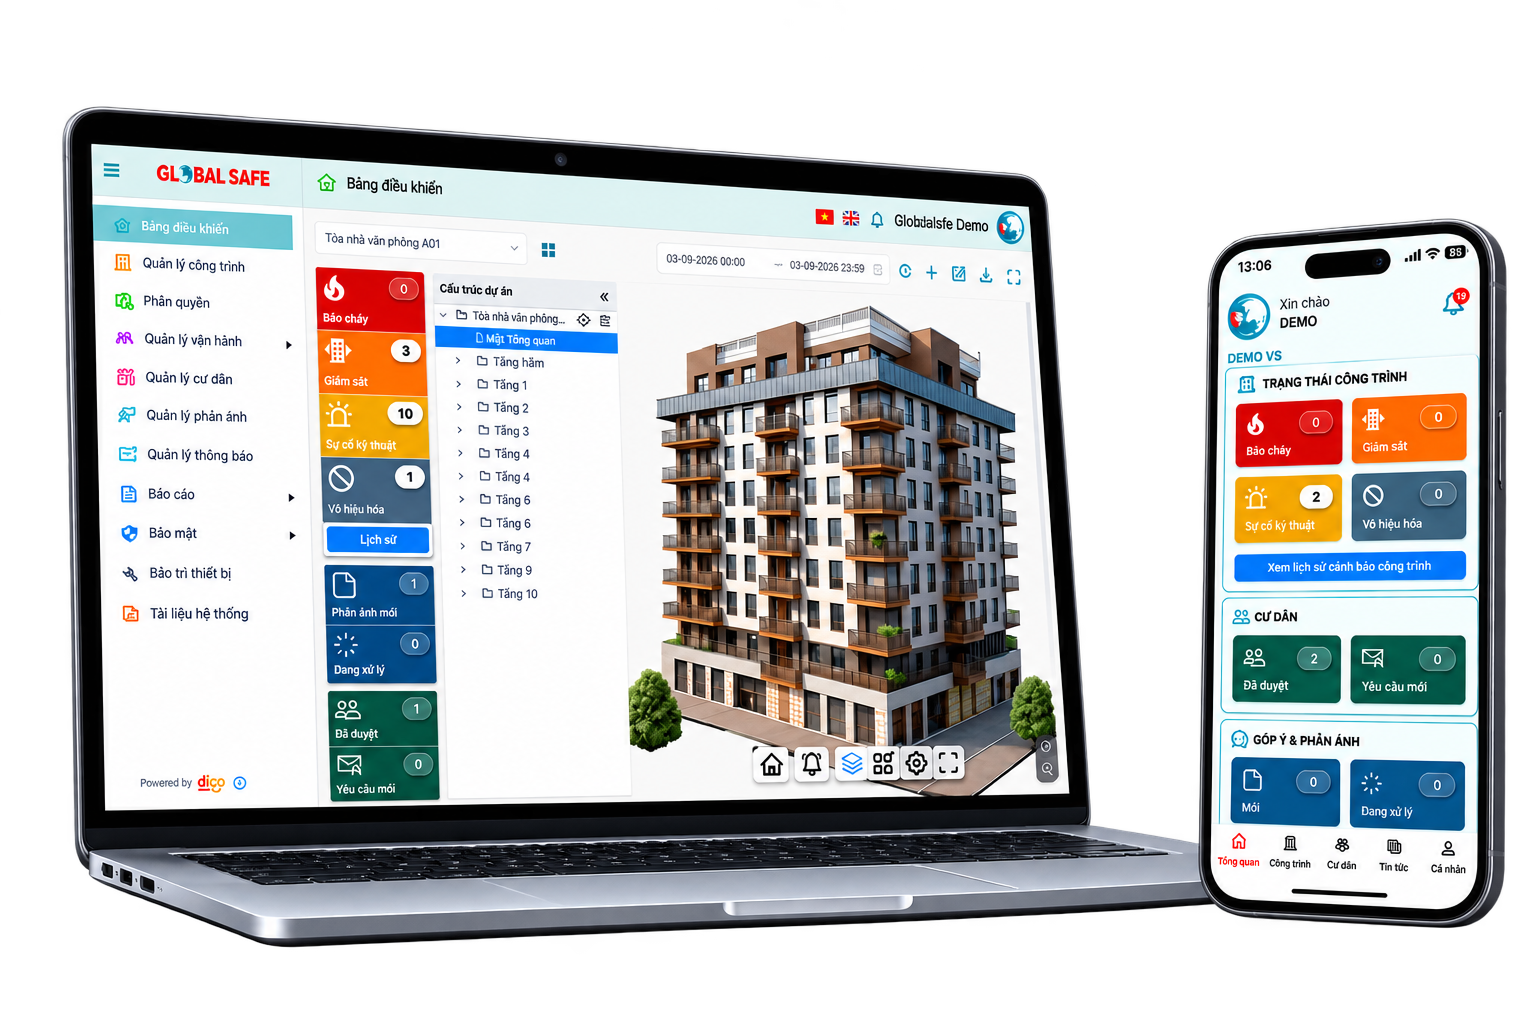 GLOBAL SAFE
Bảng điều khiển
Globdalsfe Demo
Bảng điều khiển
Quản lý công trình
Phân quyền
Quản lý vận hành
Quản lý cư dân
Quản lý phản ánh
Quản lý thông báo
Báo cáo
Bảo mật
Bảo trì thiết bị
Tài liệu hệ thống
Powered by digo
Tòa nhà văn phòng A01
03-09-2026 00:00
03-09-2026 23:59
0
Báo cháy
3
Giám sát
10
Sự cố kỹ thuật
1
Vô hiệu hóa
Lịch sử
1
Phản ánh mới
0
Đang xử lý
1
Đã duyệt
0
Yêu cầu mới
Cấu trúc dự án
Tòa nhà văn phòng...
Mặt Tổng quan
Tầng hầm
Tầng 1
Tầng 2
Tầng 3
Tầng 4
Tầng 4
Tầng 6
Tầng 6
Tầng 7
Tầng 9
Tầng 10
13:06
88
Xin chào
DEMO
19
DEMO VS
TRẠNG THÁI CÔNG TRÌNH
0
Báo cháy
0
Giám sát
2
Sự cố kỹ thuật
0
Vô hiệu hóa
Xem lịch sử cảnh báo công trình
CƯ DÂN
2
Đã duyệt
0
Yêu cầu mới
GÓP Ý & PHẢN ÁNH
0
Mới
0
Đang xử lý
Tổng quan
Công trình
Cư dân
Tin tức
Cá nhân